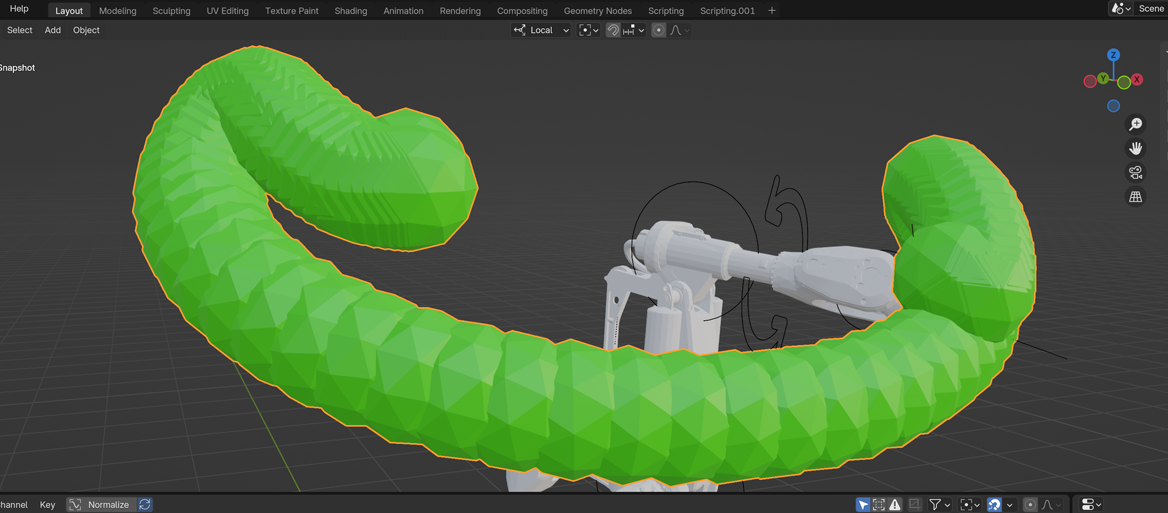 Help Layout Modeling Sculpting UV Editing Texture Paint Shading Animation Rendering Compositing Geometry Nodes Scripting Scripting.001 + Scene
Select Add Object Local
Snapshot
Z
Y X
hannel Key Normalize